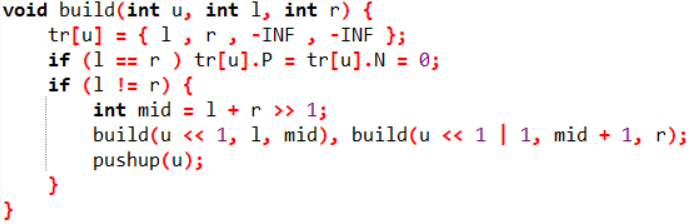 void build(int u, int l, int r) {
    tr[u] = { l , r , -INF , -INF };
    if (l == r ) tr[u].P = tr[u].N = 0;
    if (l != r) {
        int mid = l + r >> 1;
        build(u << 1, l, mid), build(u << 1 | 1, mid + 1, r);
        pushup(u);
    }
}